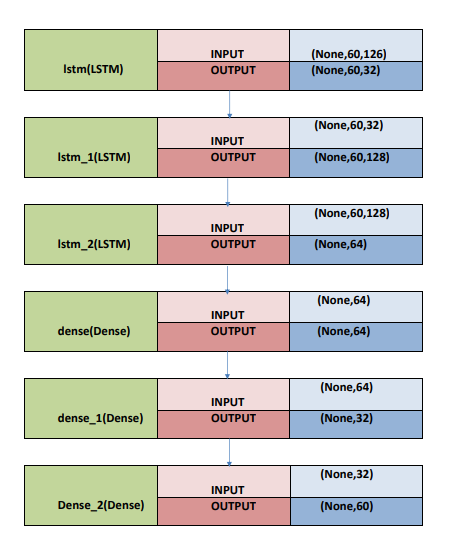 lstm(LSTM) INPUT (None,60,126)
OUTPUT (None,60,32)
lstm_1(LSTM) INPUT (None,60,32)
OUTPUT (None,60,128)
lstm_2(LSTM) INPUT (None,60,128)
OUTPUT (None,64)
dense(Dense) INPUT (None,64)
OUTPUT (None,64)
dense_1(Dense) INPUT (None,64)
OUTPUT (None,32)
Dense_2(Dense) INPUT (None,32)
OUTPUT (None,60)